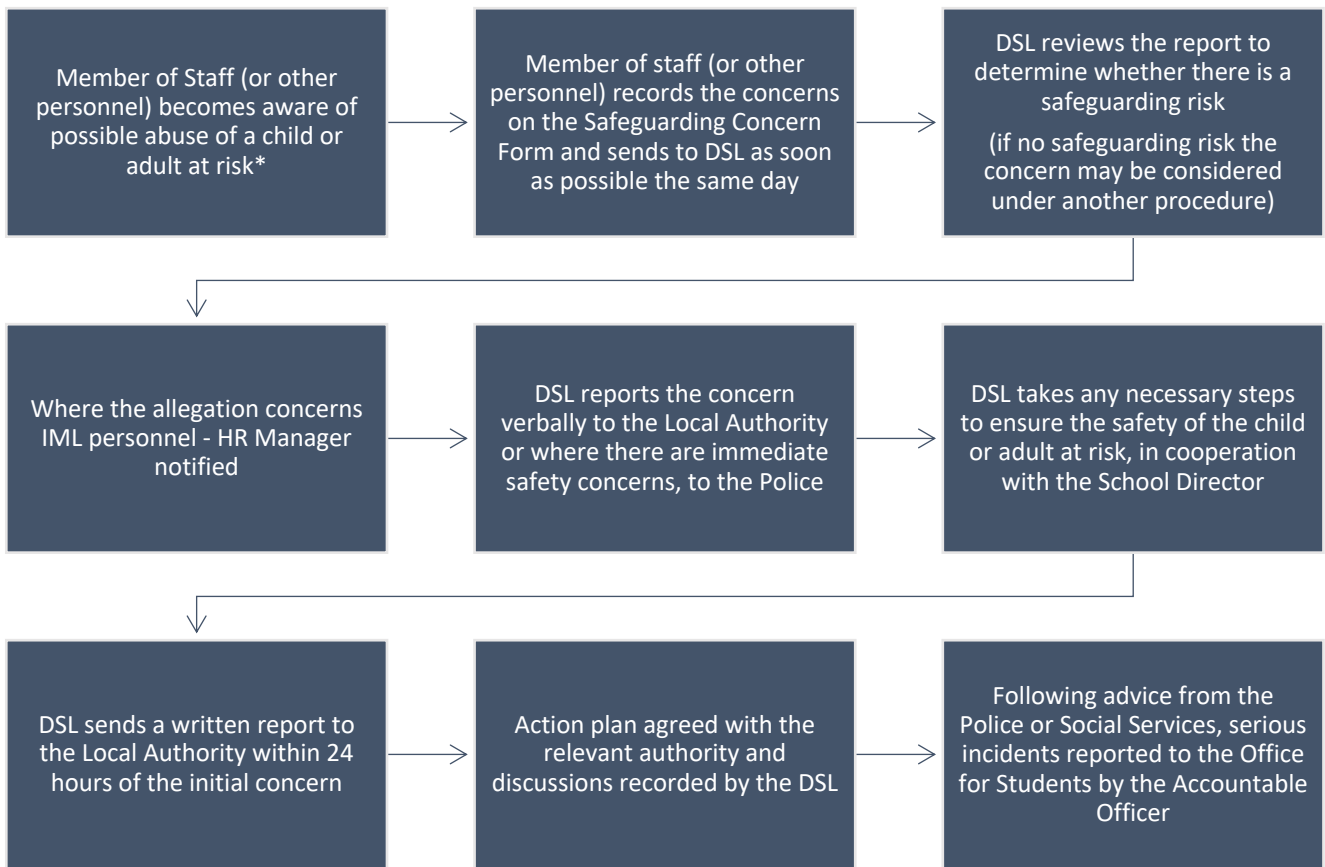 Member of Staff (or other
personnel) becomes aware of
possible abuse of a child or
adult at risk*
Member of staff (or other
personnel) records the concerns
on the Safeguarding Concern
Form and sends to DSL as soon
as possible the same day
DSL reviews the report to
determine whether there is a
safeguarding risk
(if no safeguarding risk the
concern may be considered
under another procedure)
Where the allegation concerns
IML personnel - HR Manager
notified
DSL reports the concern
verbally to the Local Authority
or where there are immediate
safety concerns, to the Police
DSL takes any necessary steps
to ensure the safety of the child
or adult at risk, in cooperation
with the School Director
DSL sends a written report to
the Local Authority within 24
hours of the initial concern
Action plan agreed with the
relevant authority and
discussions recorded by the DSL
Following advice from the
Police or Social Services, serious
incidents reported to the Office
for Students by the Accountable
Officer